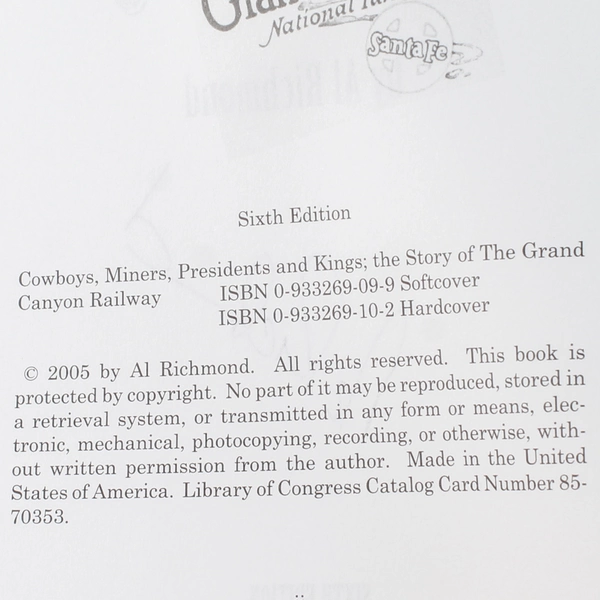 National
Santa Fe
Sixth Edition
Cowboys, Miners, Presidents and Kings; the Story of The Grand
Canyon Railway ISBN 0-933269-09-9 Softcover
ISBN 0-933269-10-2 Hardcover
© 2005 by Al Richmond. All rights reserved. This book is
protected by copyright. No part of it may be reproduced, stored in
a retrieval system, or transmitted in any form or means, elec-
tronic, mechanical, photocopying, recording, or otherwise, with-
out written permission from the author. Made in the United
States of America. Library of Congress Catalog Card Number 85-
70353.